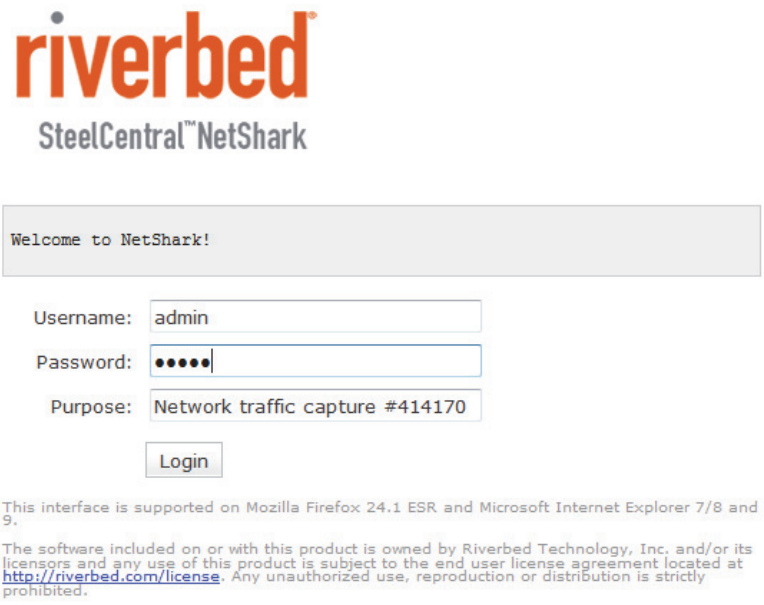 riverbed®
SteelCentral™NetShark
Welcome to NetShark!
Username: admin
Password: •••••
Purpose: Network traffic capture #414170
Login
This interface is supported on Mozilla Firefox 24.1 ESR and Microsoft Internet Explorer 7/8 and
9.
The software included on or with this product is owned by Riverbed Technology, Inc. and/or its
licensors and any use of this product is subject to the end user license agreement located at
http://riverbed.com/license. Any unauthorized use, reproduction or distribution is strictly
prohibited.